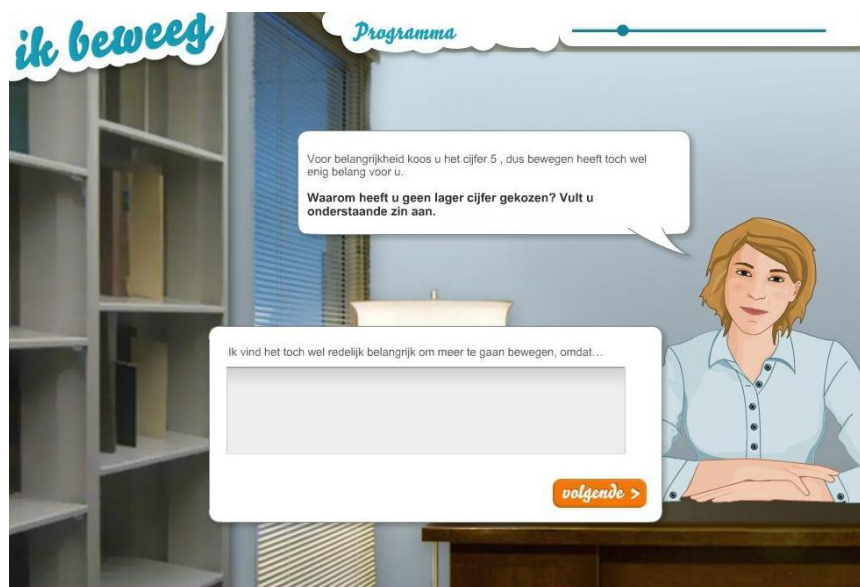 ik beweeg
Programma
Voor belangrijkheid koos u het cijfer 5 , dus bewegen heeft toch wel
enig belang voor u.
Waarom heeft u geen lager cijfer gekozen? Vult u
onderstaande zin aan.
Ik vind het toch wel redelijk belangrijk om meer te gaan bewegen, omdat…
volgende >